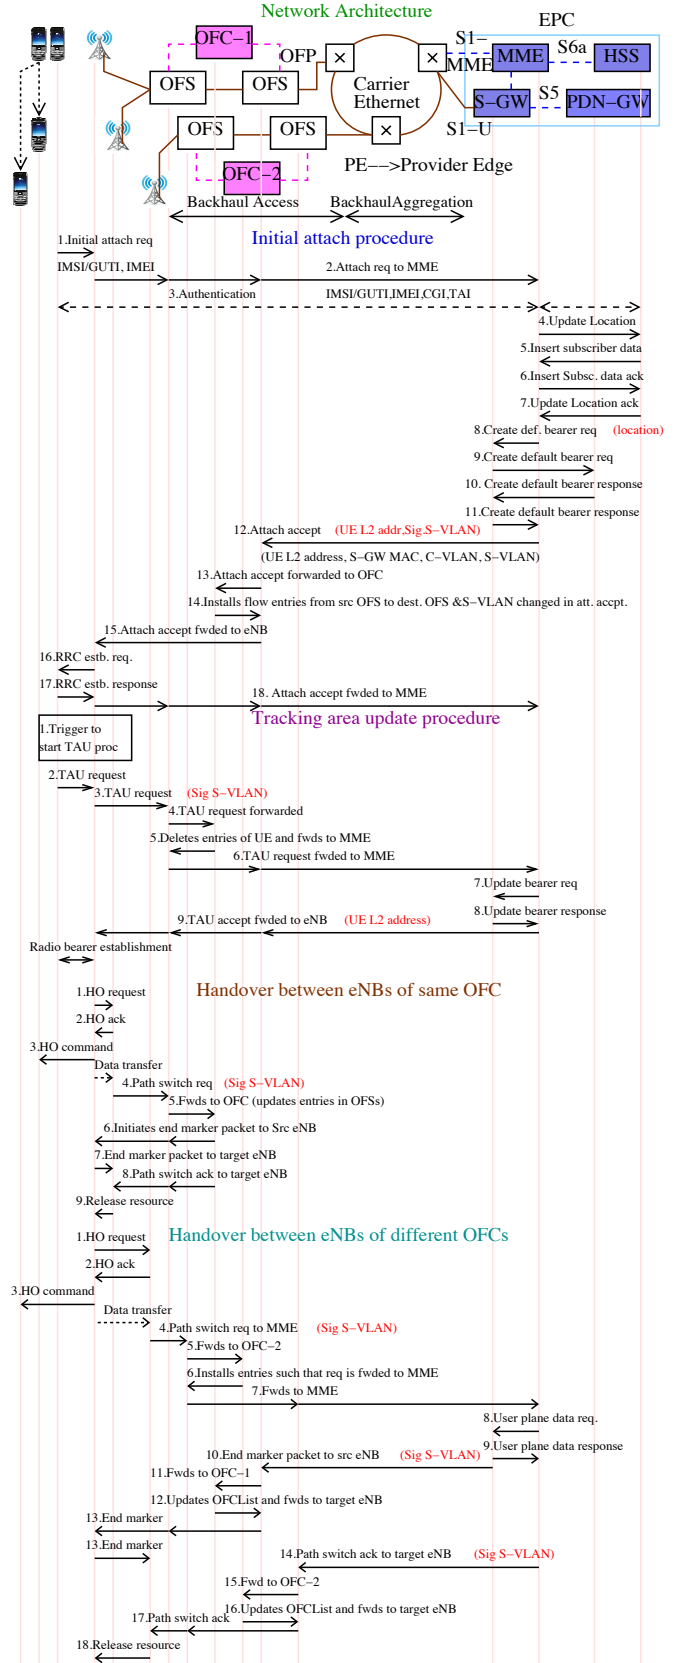 Network Architecture
EPC
OFC−1
OFP
S1−
MME
MME
S6a
HSS
OFS
OFS
Carrier
Ethernet
S−GW
S5
PDN−GW
OFS
OFS
S1−U
OFC−2
PE−−>Provider Edge
Backhaul Access
BackhaulAggregation
Initial attach procedure
1.Initial attach req
IMSI/GUTI, IMEI
2.Attach req to MME
3.Authentication
IMSI/GUTI,IMEI,CGI,TAI
4.Update Location
5.Insert subscriber data
6.Insert Subsc. data ack
7.Update Location ack
8.Create def. bearer req (location)
9.Create default bearer req
10. Create default bearer response
11.Create default bearer response
12.Attach accept (UE L2 addr,Sig.S−VLAN)
(UE L2 address, S−GW MAC, C−VLAN, S−VLAN)
13.Attach accept forwarded to OFC
14.Installs flow entries from src OFS to dest. OFS &S−VLAN changed in att. accpt.
15.Attach accept fwded to eNB
16.RRC estb. req.
17.RRC estb. response
18. Attach accept fwded to MME
Tracking area update procedure
1.Trigger to
start TAU proc
2.TAU request
3.TAU request (Sig S−VLAN)
4.TAU request forwarded
5.Deletes entries of UE and fwds to MME
6.TAU request fwded to MME
7.Update bearer req
8.Update bearer response
9.TAU accept fwded to eNB (UE L2 address)
Radio bearer establishment
Handover between eNBs of same OFC
1.HO request
2.HO ack
3.HO command
Data transfer
4.Path switch req (Sig S−VLAN)
5.Fwds to OFC (updates entries in OFSs)
6.Initiates end marker packet to Src eNB
7.End marker packet to target eNB
8.Path switch ack to target eNB
9.Release resource
Handover between eNBs of different OFCs
1.HO request
2.HO ack
3.HO command
Data transfer
4.Path switch req to MME (Sig S−VLAN)
5.Fwds to OFC−2
6.Installs entries such that req is fwded to MME
7.Fwds to MME
8.User plane data req.
9.User plane data response
10.End marker packet to src eNB (Sig S−VLAN)
11.Fwds to OFC−1
12.Updates OFCList and fwds to target eNB
13.End marker
13.End marker
14.Path switch ack to target eNB (Sig S−VLAN)
15.Fwd to OFC−2
16.Updates OFCList and fwds to target eNB
17.Path switch ack
18.Release resource